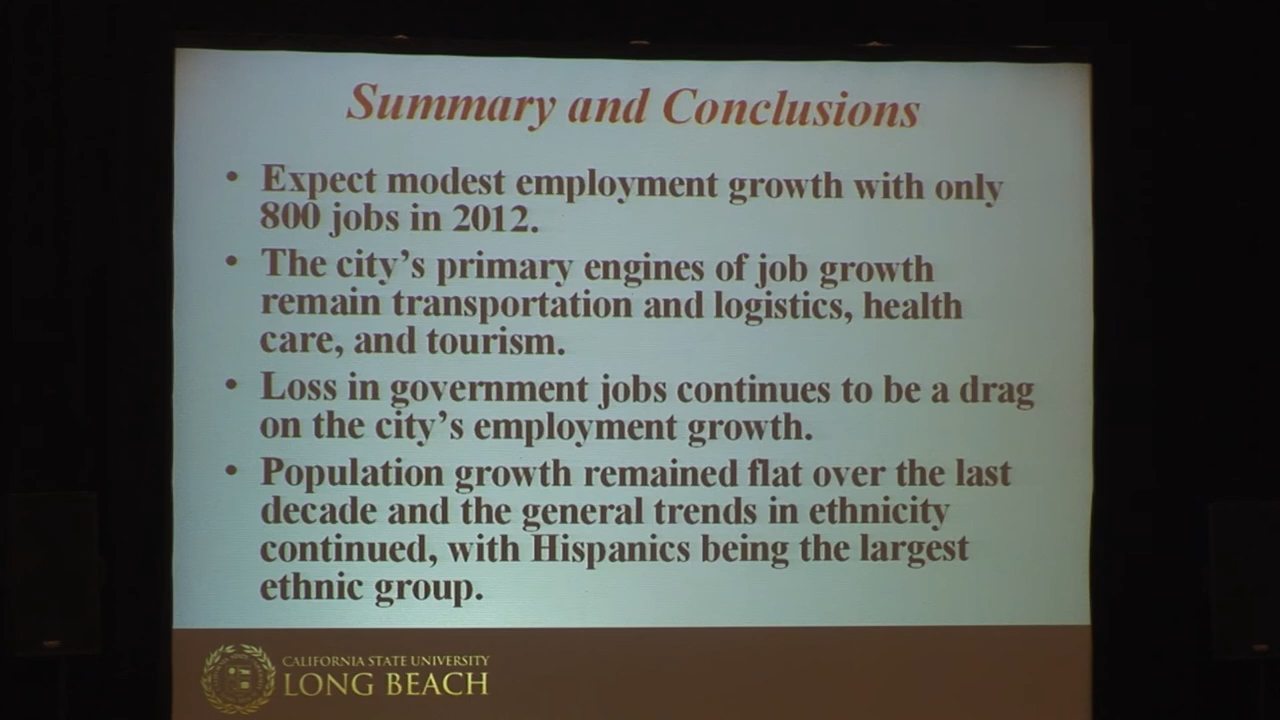 Summary and Conclusions
• Expect modest employment growth with only
800 jobs in 2012.
• The city's primary engines of job growth
remain transportation and logistics, health
care, and tourism.
• Loss in government jobs continues to be a drag
on the city's employment growth.
• Population growth remained flat over the last
decade and the general trends in ethnicity
continued, with Hispanics being the largest
ethnic group.
CALIFORNIA STATE UNIVERSITY
LONG BEACH